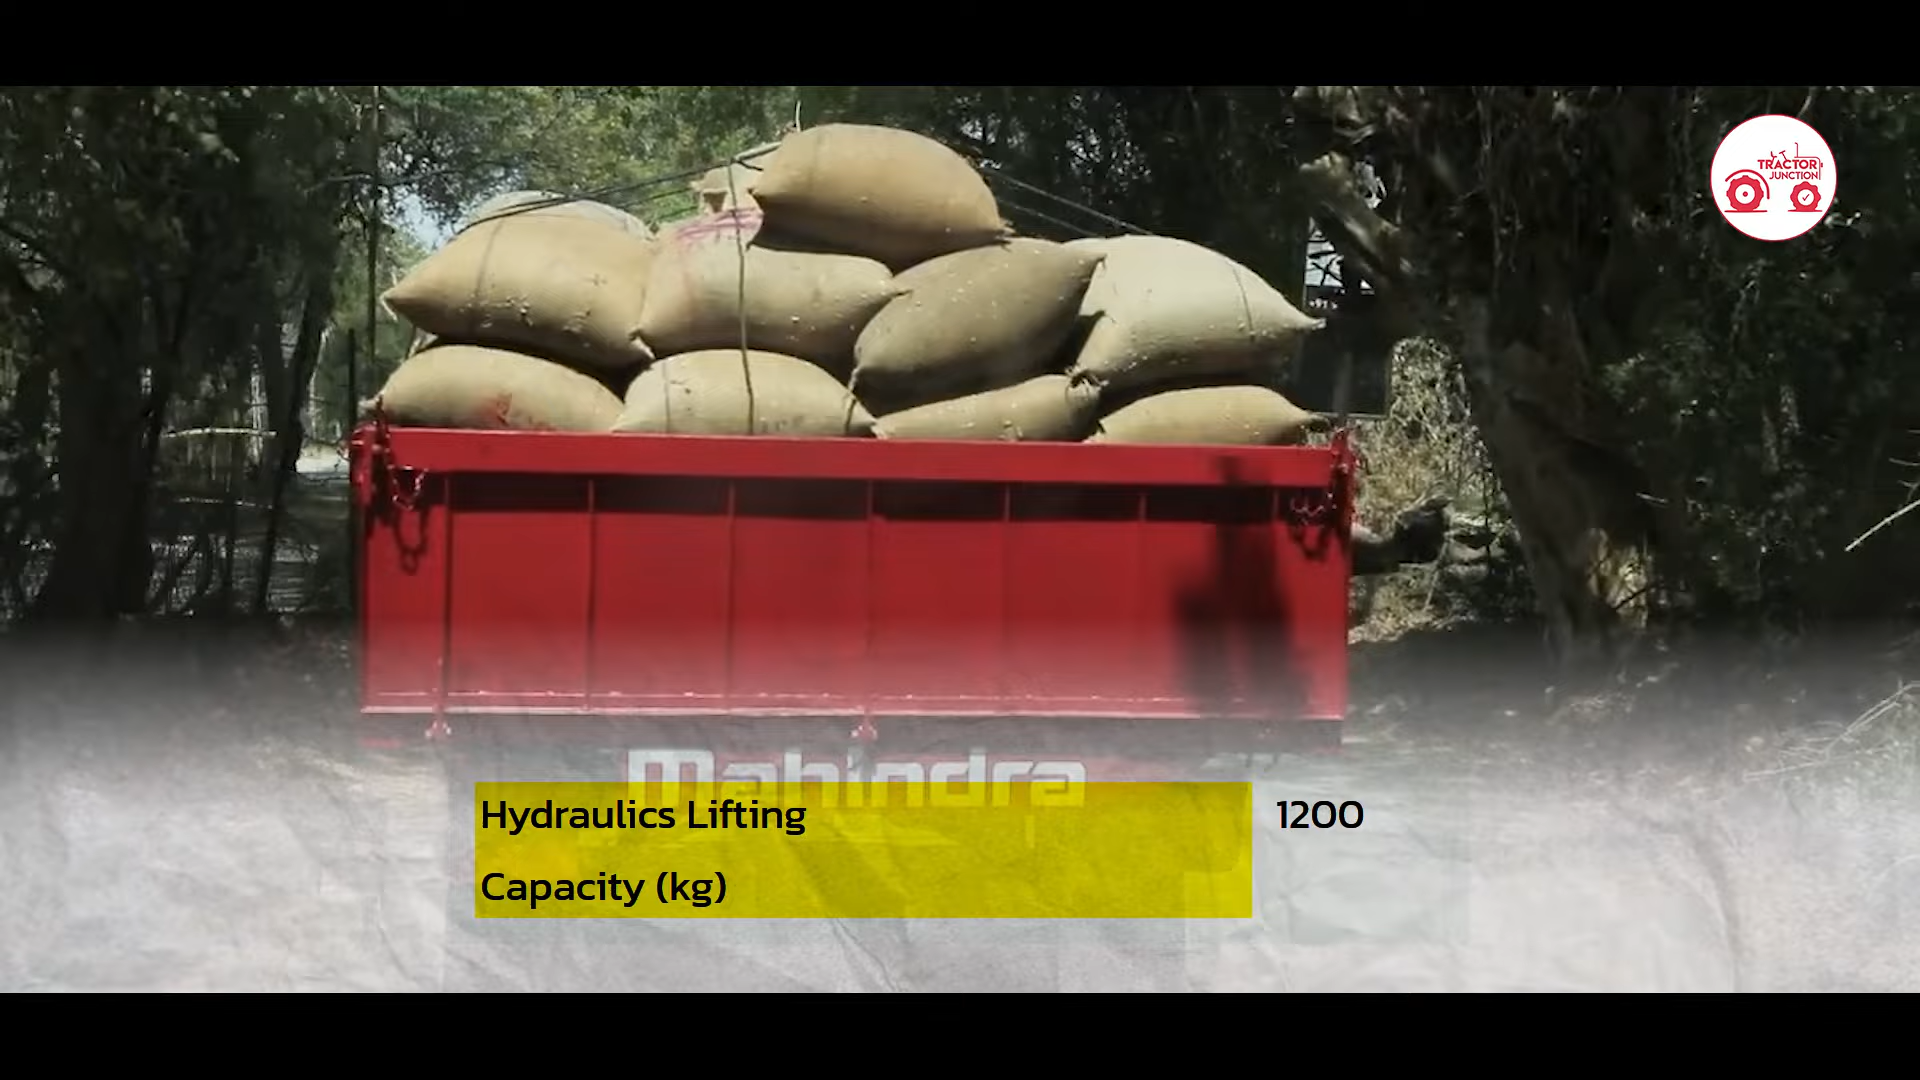 TRACTOR
JUNCTION
Mahindra
Hydraulics Lifting 1200
Capacity (kg)